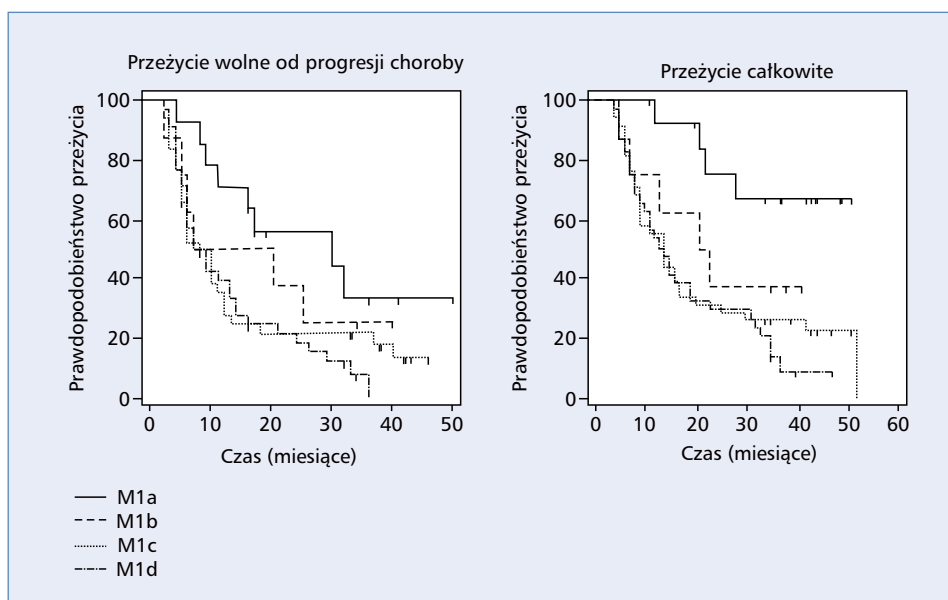 Przeżycie wolne od progresji choroby
Prawdopodobieństwo przeżycia
100
80
60
40
20
0
0 10 20 30 40 50
Czas (miesiące)
Przeżycie całkowite
Prawdopodobieństwo przeżycia
100
80
60
40
20
0
0 10 20 30 40 50 60
Czas (miesiące)
M1a
M1b
M1c
M1d